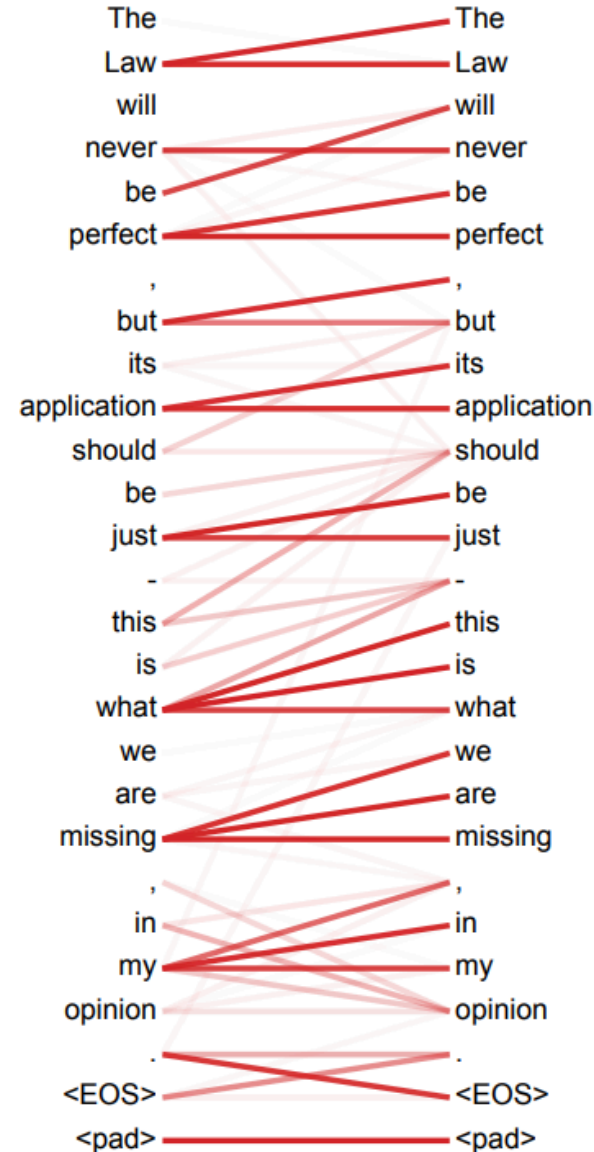 The The
Law Law
will will
never never
be be
perfect perfect
, ,
but but
its its
application application
should should
be be
just just
- -
this this
is is
what what
we we
are are
missing missing
, ,
in in
my my
opinion opinion
. .
<EOS> <EOS>
<pad> <pad>